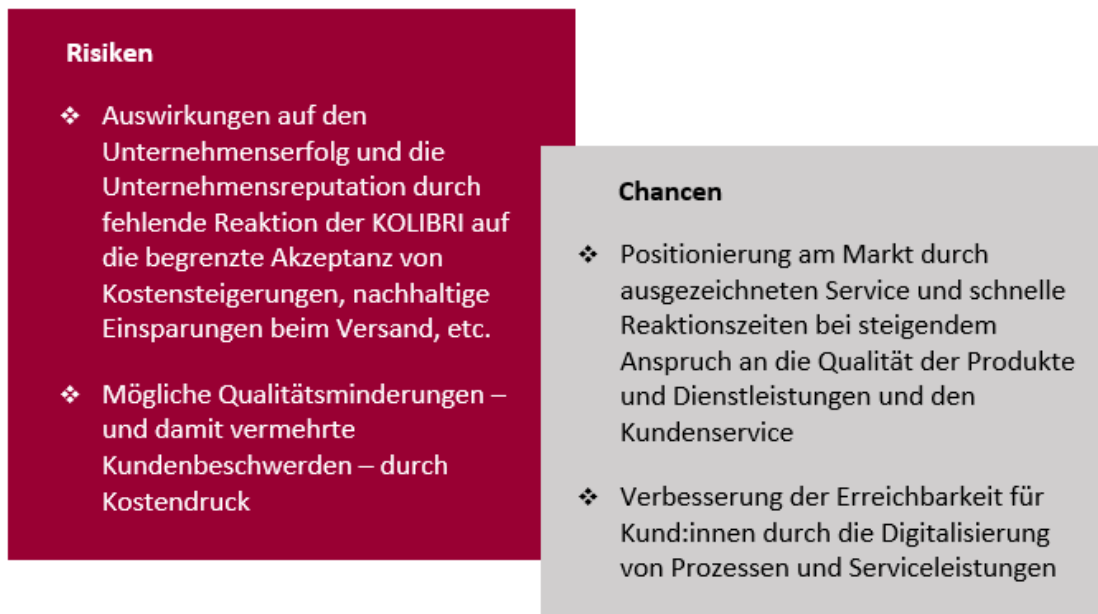 Risiken
❖ Auswirkungen auf den
Unternehmenserfolg und die
Unternehmensreputation durch
fehlende Reaktion der KOLIBRI auf
die begrenzte Akzeptanz von
Kostensteigerungen, nachhaltige
Einsparungen beim Versand, etc.
❖ Mögliche Qualitätsminderungen –
und damit vermehrte
Kundenbeschwerden – durch
Kostendruck
Chancen
❖ Positionierung am Markt durch
ausgezeichneten Service und schnelle
Reaktionszeiten bei steigendem
Anspruch an die Qualität der Produkte
und Dienstleistungen und den
Kundenservice
❖ Verbesserung der Erreichbarkeit für
Kund:innen durch die Digitalisierung
von Prozessen und Serviceleistungen